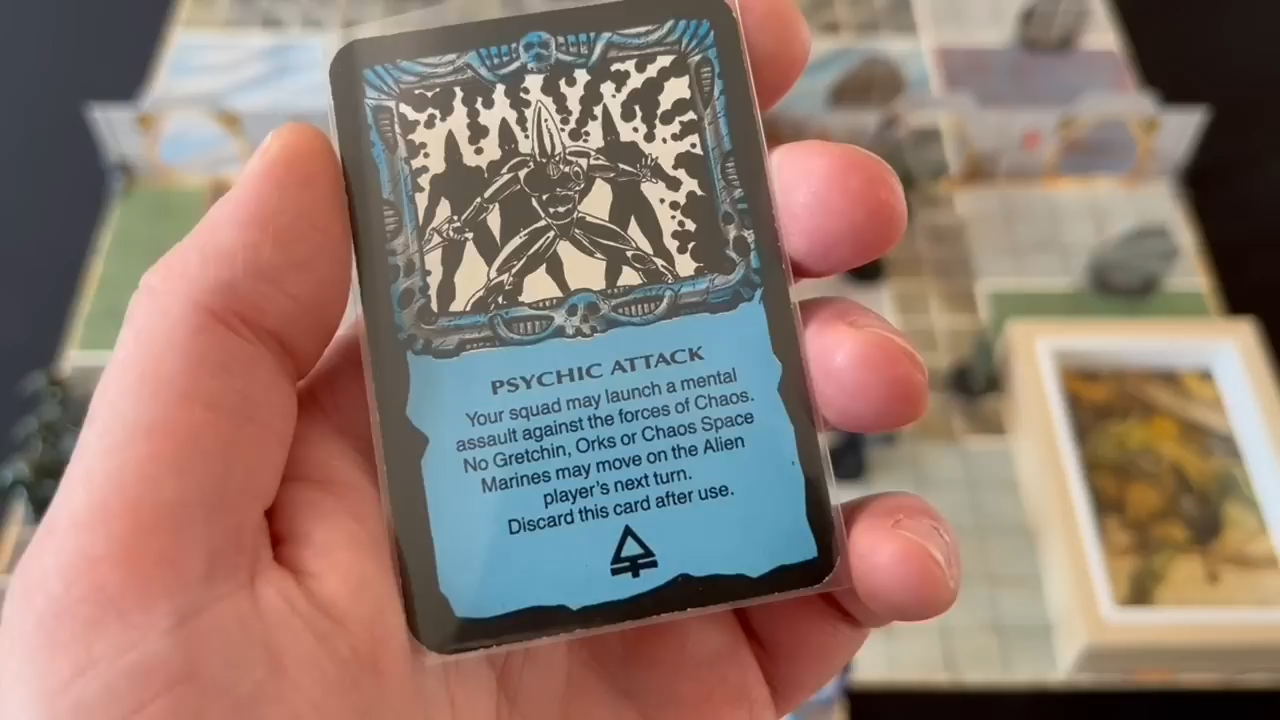 PSYCHIC ATTACK
Your squad may launch a mental
assault against the forces of Chaos.
No Gretchin, Orks or Chaos Space
Marines may move on the Alien
player's next turn.
Discard this card after use.